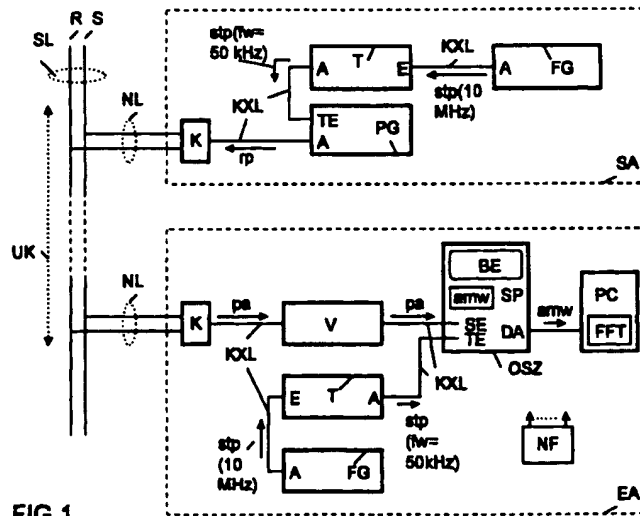 R S
SL
stp(fw=
50 kHz)
A T E
KXL
A FG
KXL
stp(10
MHz)
NL
K
TE
A PG
rp
SA
UK
NL
K
pa
V
pa
BE
amw SP
SE
TE DA
OSZ
amw
PC
FFT
KXL
KXL
E T A
stp
(fw=
50kHz)
stp
(10
MHz)
A FG
NF
EA
FIG 1